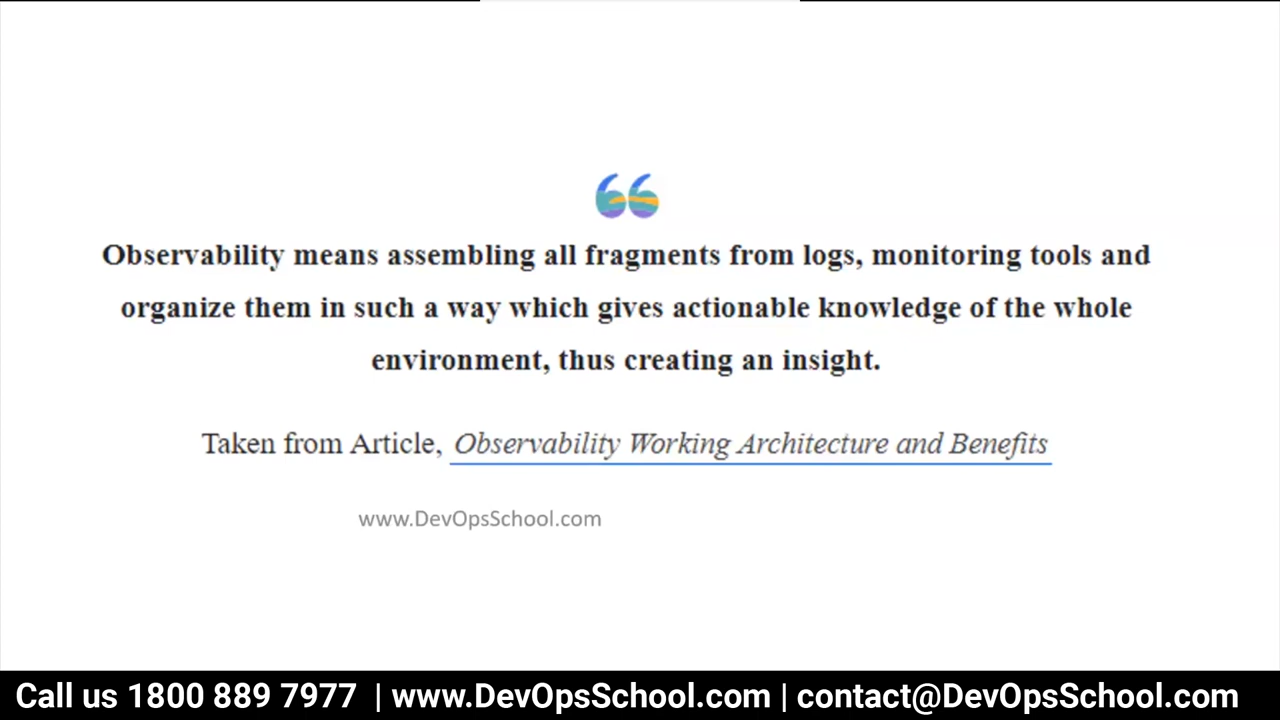 Observability means assembling all fragments from logs, monitoring tools and
organize them in such a way which gives actionable knowledge of the whole
environment, thus creating an insight.
Taken from Article, Observability Working Architecture and Benefits
www.DevOpsSchool.com
Call us 1800 889 7977 | www.DevOpsSchool.com | contact@DevOpsSchool.com